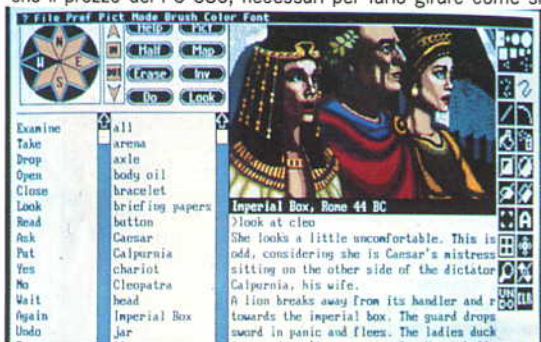 che il prezzo dei PC 386, necessari per farlo girare come si
? File Pref Pict Mode Brush Color Font
N
W E
S
Help Pict
Half Map
Erase Inv
Do Look
Examine
Take
Drop
Open
Close
Look
Read
Ask
Put
Yes
No
Wait
Again
Undo
all
arena
axle
body oil
bracelet
briefing papers
button
Caesar
Calpurnia
chariot
Cleopatra
head
Imperial Box
jar
Imperial Box, Rome 44 BC
>look at cleo
She looks a little uncomfortable. This is
odd, considering she is Caesar's mistress
sitting on the other side of the dictator
Calpurnia, his wife.
A lion breaks away from its handler and r
towards the imperial box. The guard drops
sword in panic and flees. The ladies duck
A
UN
DO
CLR